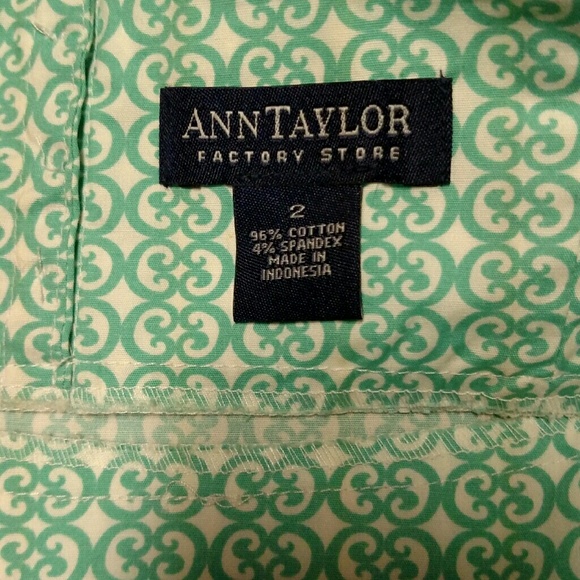 ANNTAYLOR
FACTORY STORE
2
96% COTTON
4% SPANDEX
MADE IN
INDONESIA